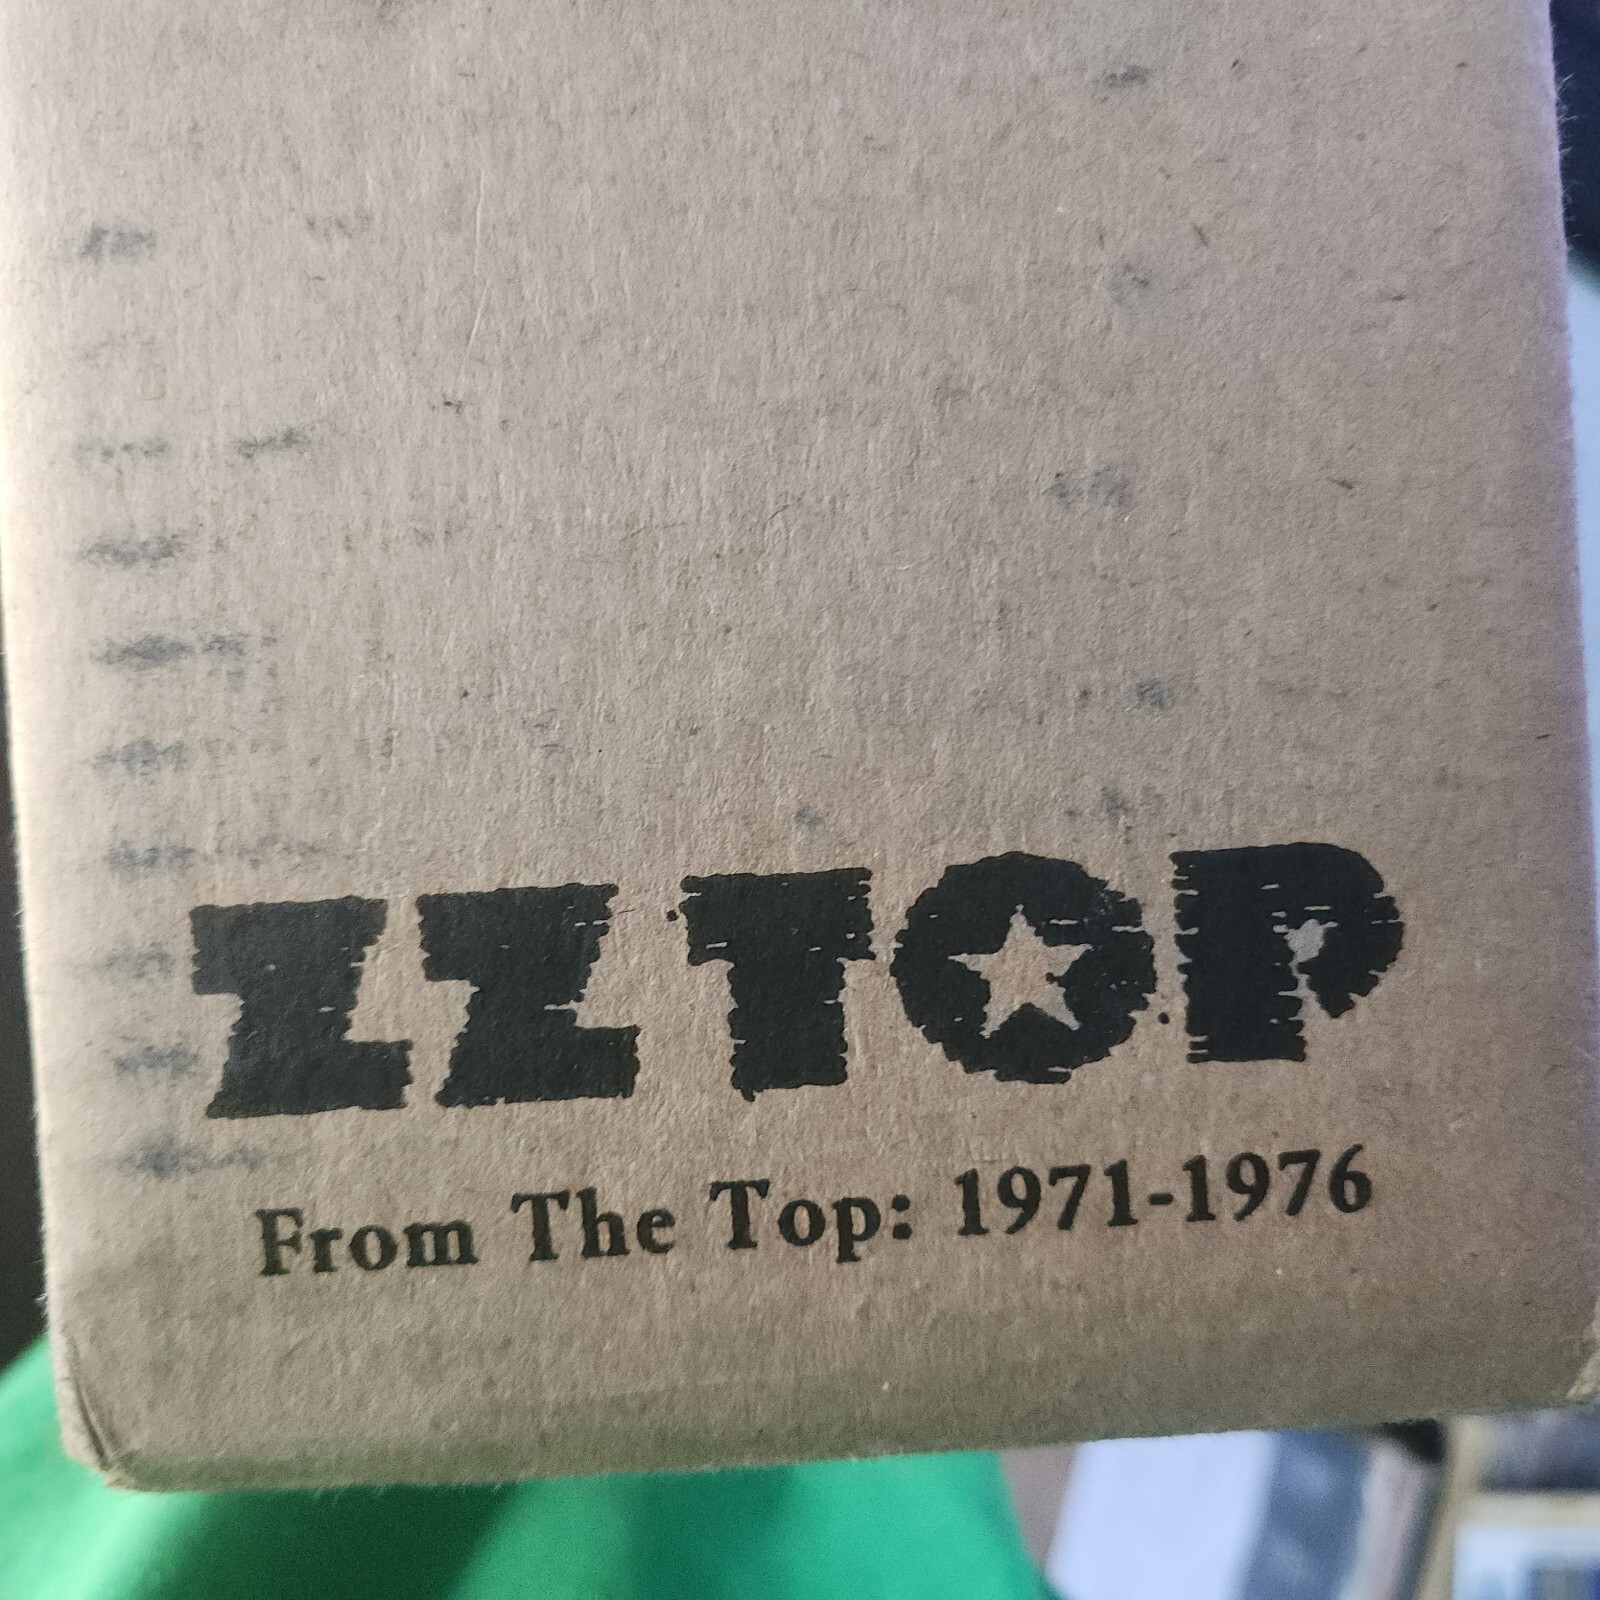 ZZ TOP
From The Top: 1971-1976